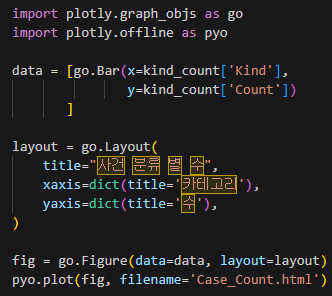 import plotly.graph_objs as go
import plotly.offline as pyo
data = [go.Bar(x=kind_count['Kind'],
y=kind_count['Count'])
]
layout = go.Layout(
title="사건 분류 별 수",
xaxis=dict(title='카테고리'),
yaxis=dict(title='수'),
)
fig = go.Figure(data=data, layout=layout)
pyo.plot(fig, filename='Case_Count.html')